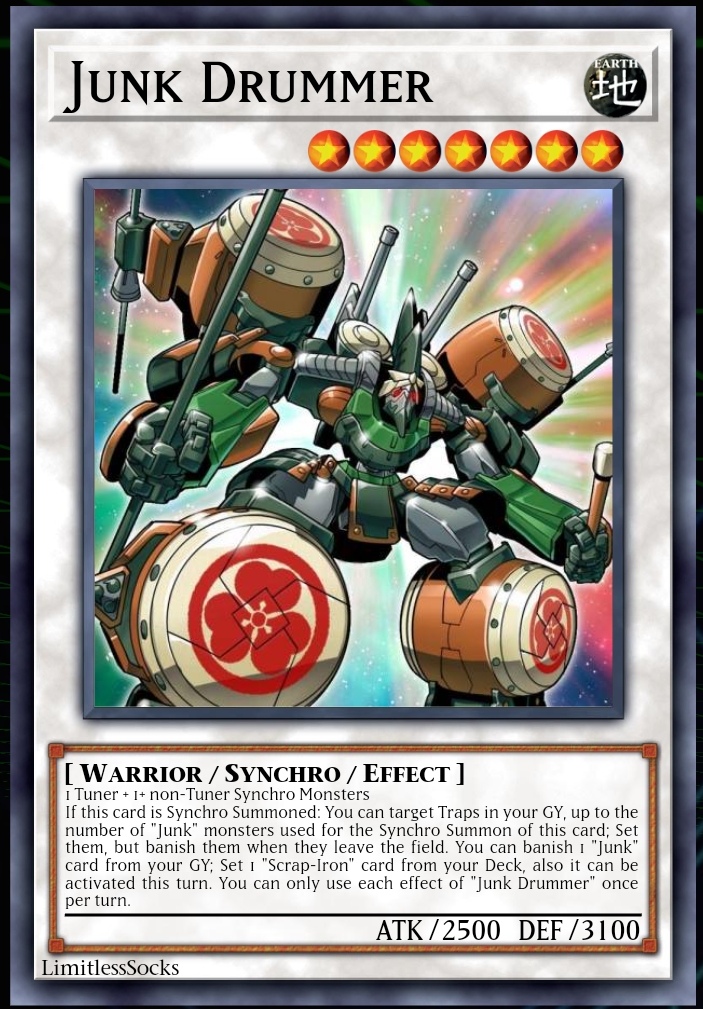 Junk Drummer
EARTH
地
[ Warrior / Synchro / Effect ]
1 Tuner + 1+ non-Tuner Synchro Monsters
If this card is Synchro Summoned: You can target Traps in your GY, up to the
number of "Junk" monsters used for the Synchro Summon of this card; Set
them, but banish them when they leave the field. You can banish 1 "Junk"
card from your GY; Set 1 "Scrap-Iron" card from your Deck, also it can be
activated this turn. You can only use each effect of "Junk Drummer" once
per turn.
ATK/2500 DEF/3100
LimitlessSocks